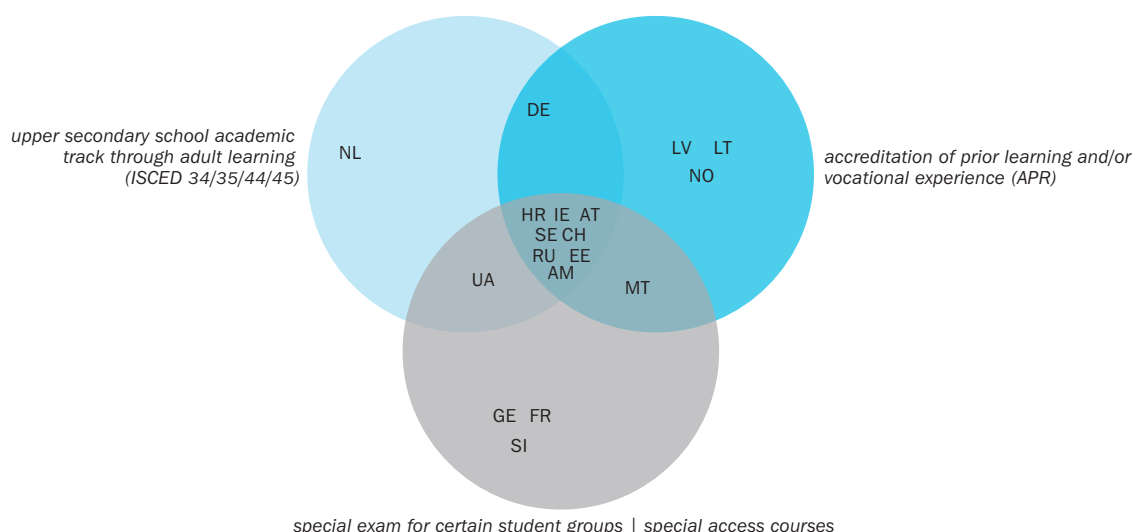 DE
upper secondary school academic
track through adult learning
(ISCED 34/35/44/45)
NL
LV LT
NO
accreditation of prior learning and/or
vocational experience (APR)
HR IE AT
SE CH
RU EE
AM
UA
MT
GE FR
SI
special exam for certain student groups | special access courses